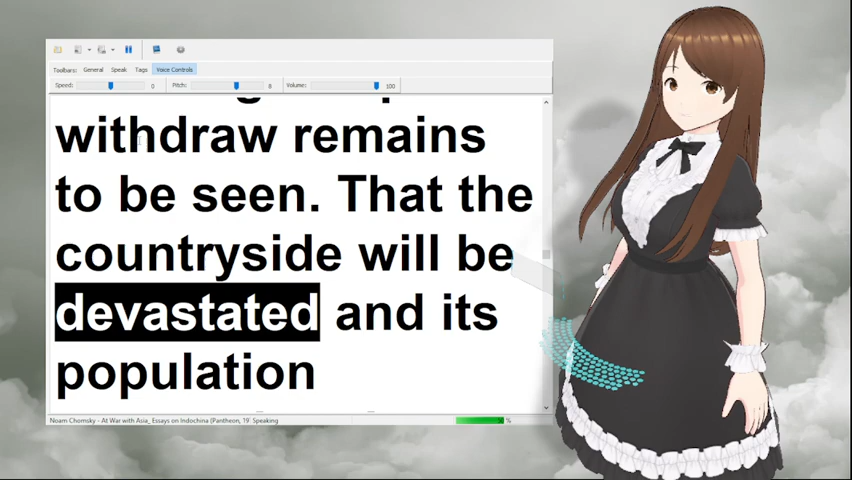 Toolbars: General Speak Tags Voice Controls
Speed: 0 Pitch: 8 Volume: 100
withdraw remains
to be seen. That the
countryside will be
devastated and its
population
Noam Chomsky - At War with Asia_ Essays on Indochina (Pantheon, 19 Speaking %